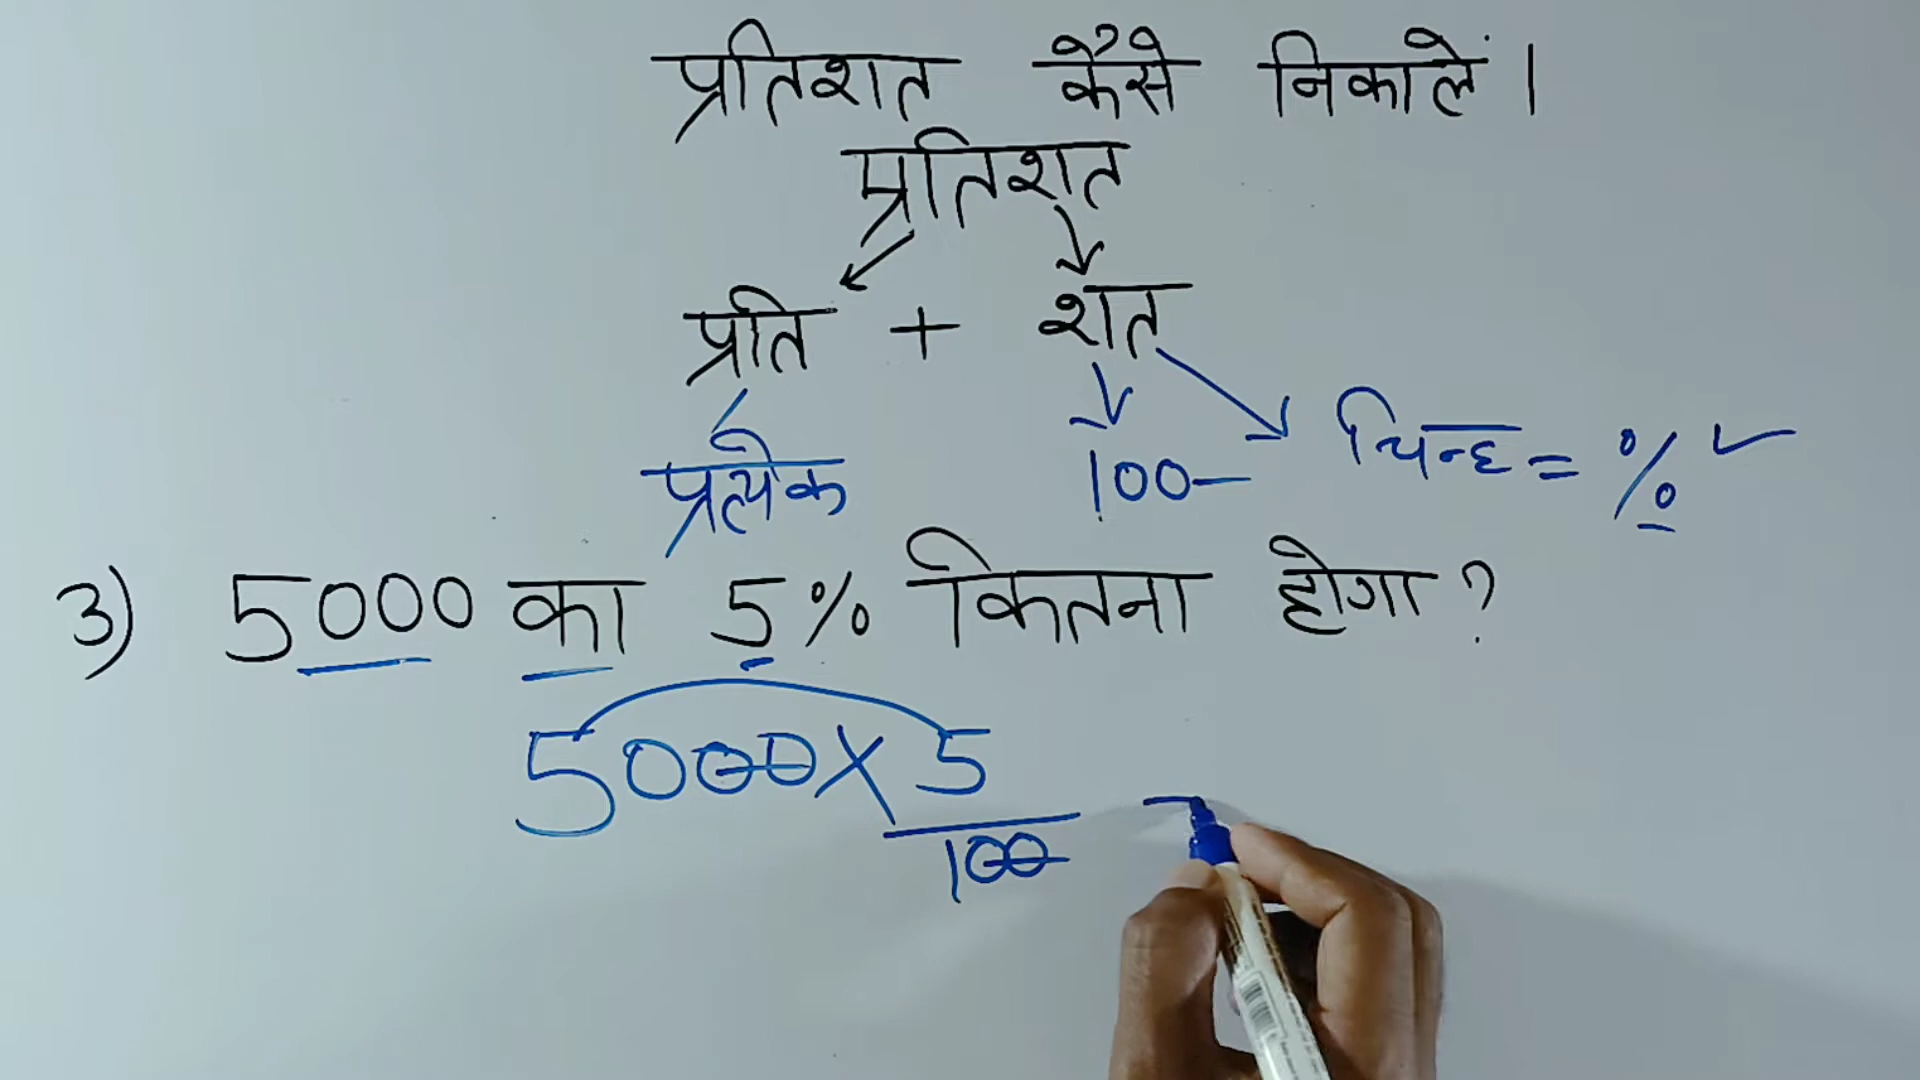 प्रतिशत कैसे निकालें।
प्रतिशत
प्रति + शत
प्रत्येक 100 चिन्ह = %
3) 5000 का 5% कितना होगा?
5000 × 5
100